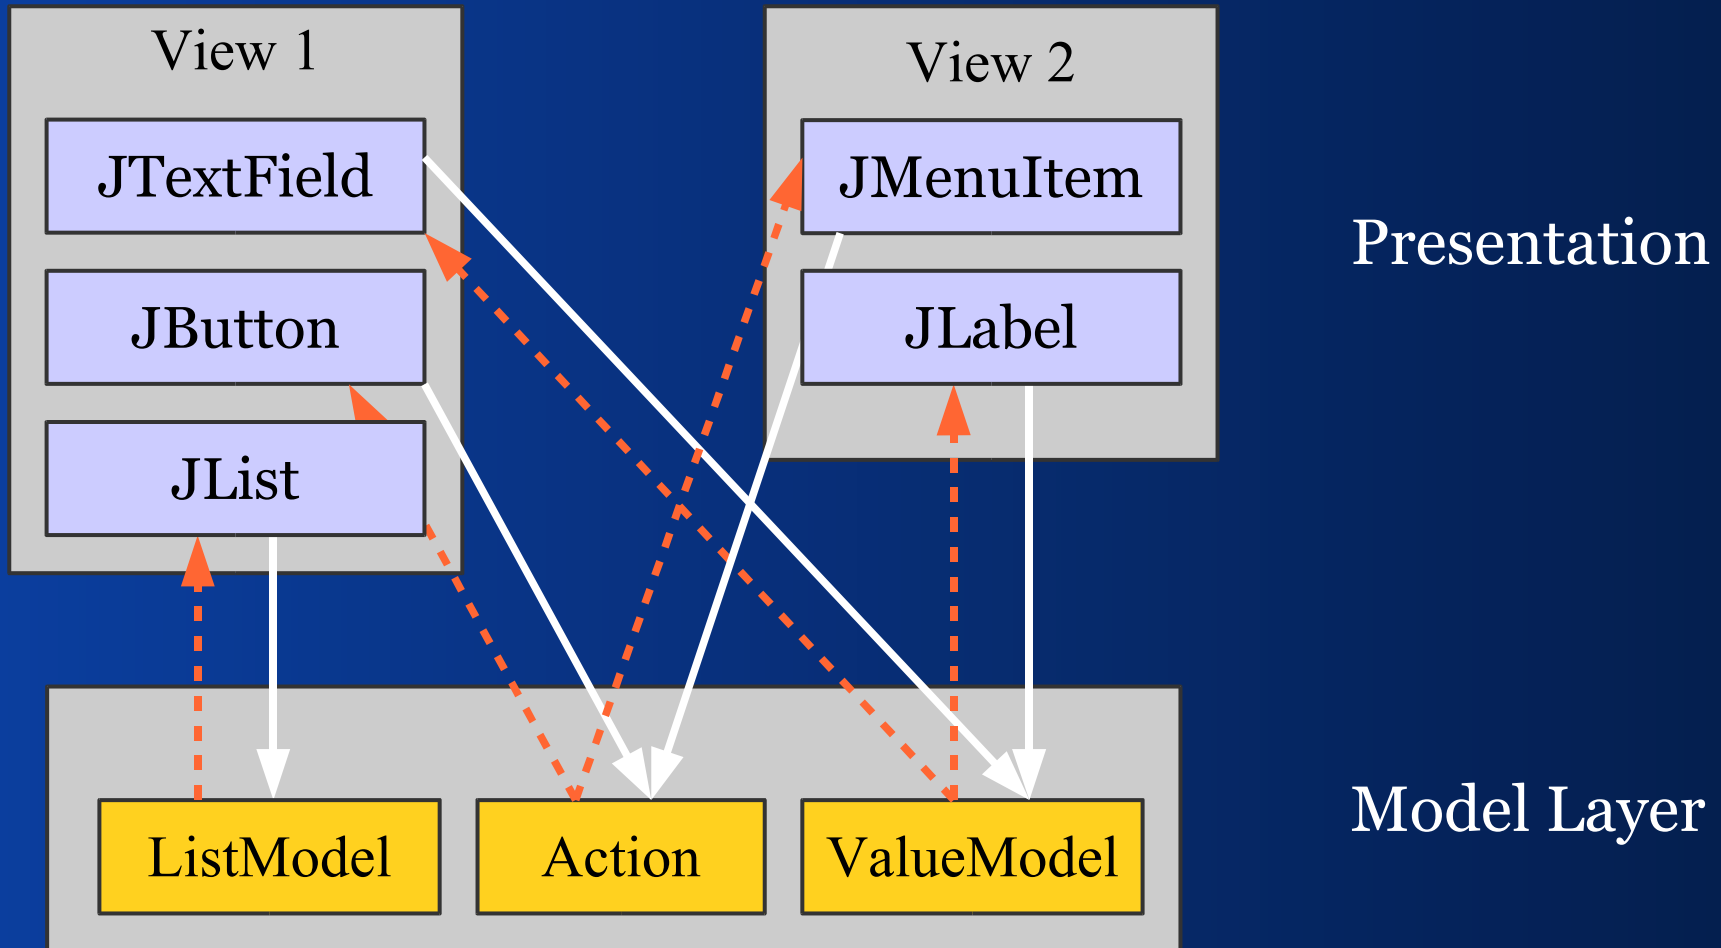 View 1
JTextField
JButton
JList
View 2
JMenuItem
JLabel
Presentation
ListModel
Action
ValueModel
Model Layer